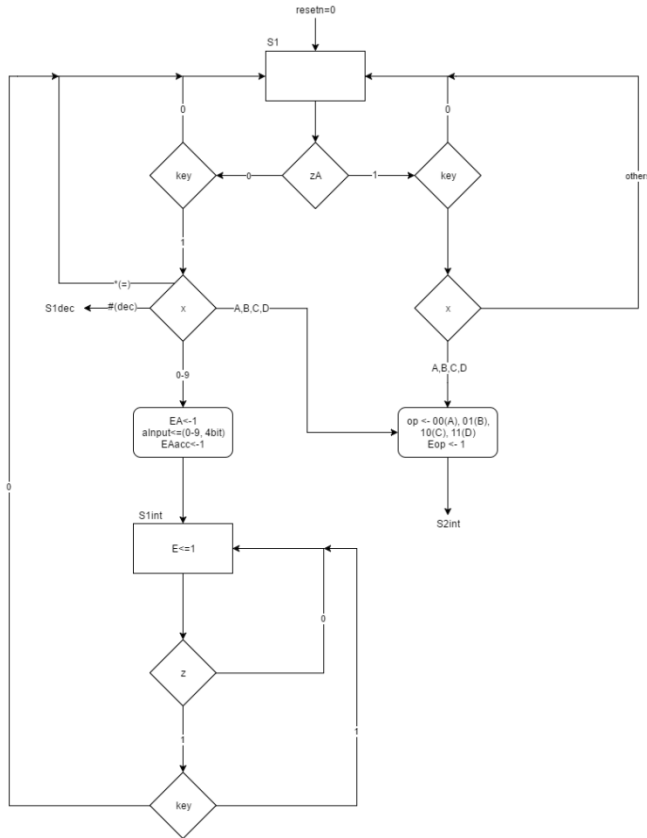 resetn=0
S1
0
0
key
0
zA
1
key
others
1
*(=)
S1dec
#(dec)
x
A,B,C,D
x
0-9
A,B,C,D
EA<-1
aInput<=(0-9, 4bit)
EAacc<-1
op <- 00(A), 01(B),
10(C), 11(D)
Eop <- 1
0
S1int
S2int
E<=1
0
z
1
1
key